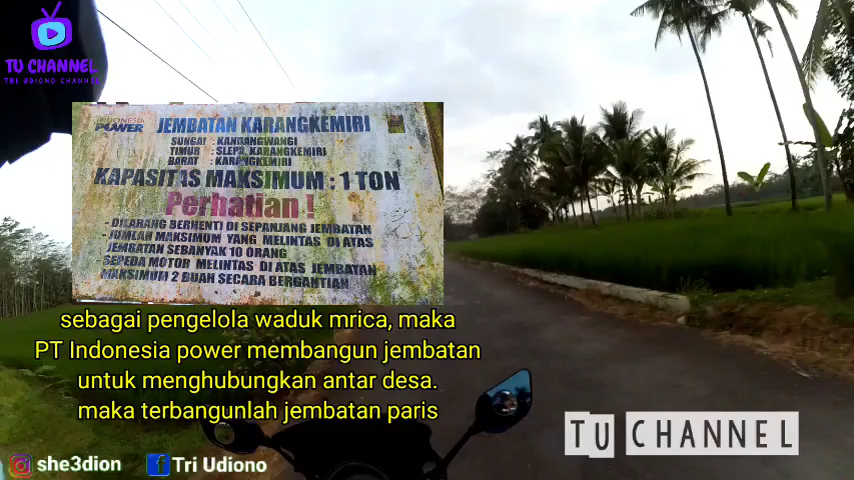 TU CHANNEL
TRI UDIONO CHANNEL
INDONESIA
POWER
JEMBATAN KARANGKEMIRI
SUNGAI : KANDANGWANGI
TIMUR : SLEPA, KARANGKEMIRI
BARAT : KARANGKEMIRI
KAPASITAS MAKSIMUM : 1 TON
Perhatian !
- DILARANG BERHENTI DI SEPANJANG JEMBATAN
- JUMLAH MAKSIMUM YANG MELINTAS DI ATAS
JEMBATAN SEBANYAK 10 ORANG
- SEPEDA MOTOR MELINTAS DI ATAS JEMBATAN
MAKSIMUM 2 BUAH SECARA BERGANTIAN
sebagai pengelola waduk mrica, maka
PT Indonesia power membangun jembatan
untuk menghubungkan antar desa.
maka terbangunlah jembatan paris
TU CHANNEL
she3dion
Tri Udiono